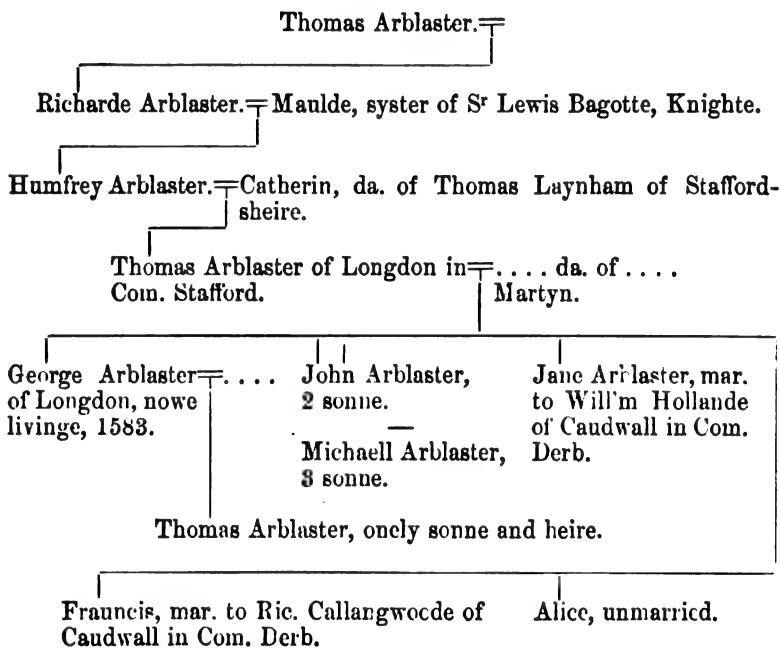 Thomas Arblaster.
Richarde Arblaster. Maulde, syster of Sr Lewis Bagotte, Knighte.
Humfrey Arblaster. Catherin, da. of Thomas Laynham of Stafford-
sheire.
Thomas Arblaster of Longdon in .... da. of ....
Com. Stafford. Martyn.
George Arblaster ....
of Longdon, nowe
livinge, 1583.
John Arblaster,
2 sonne.
Michaell Arblaster,
3 sonne.
Jane Arblaster, mar.
to Will'm Hollande
of Caudwall in Com.
Derb.
Thomas Arblaster, onely sonne and heire.
Frauncis, mar. to Ric. Callangwoode of
Caudwall in Com. Derb.
Alice, unmarried.